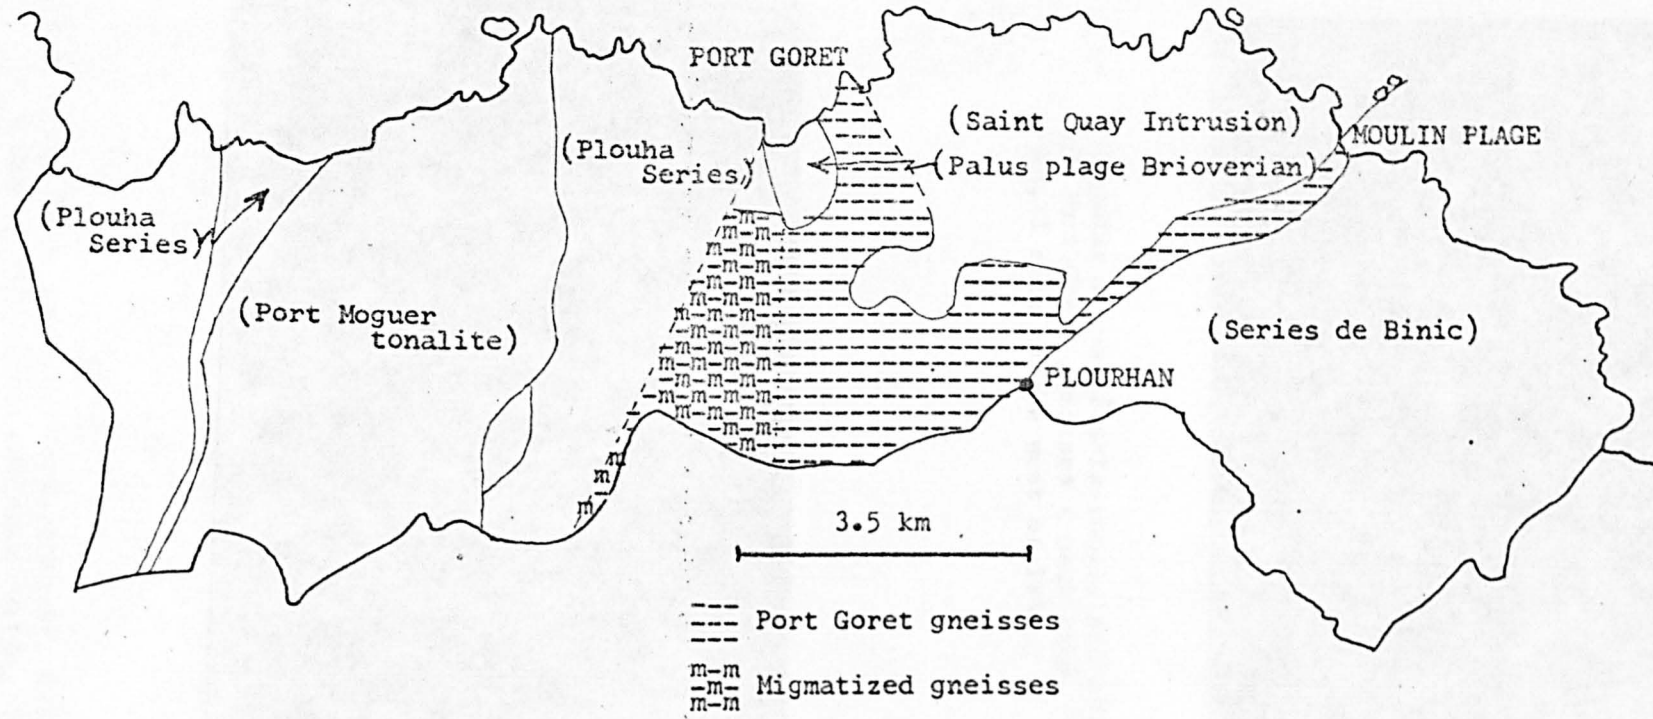 PORT GORET
(Saint Quay Intrusion)
MOULIN PLAGE
(Plouha
Series)
(Palus plage Brioverian)
(Plouha
Series)
(Port Moguer
tonalite)
(Series de Binic)
PLOURHAN
3.5 km
Port Goret gneisses
m-m
-m-
m-m
Migmatized gneisses